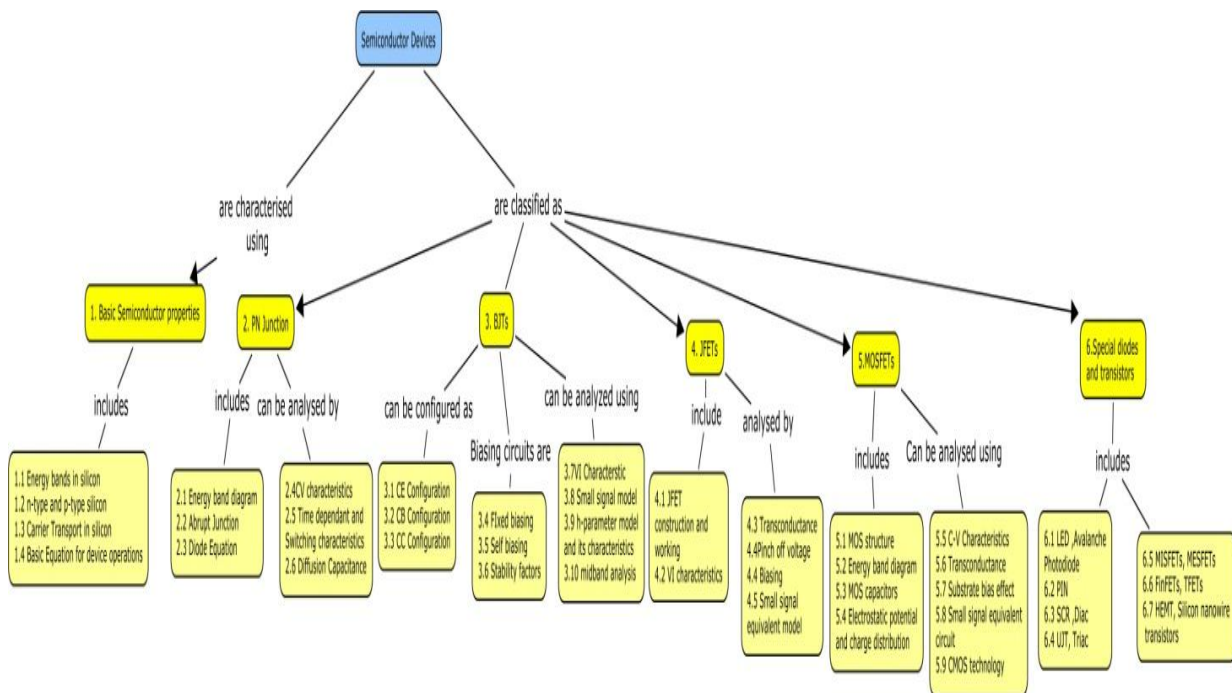 Semiconductor Devices
are characterised
using
are classified as
1. Basic Semiconductor properties
2. PN Junction
3. BJTs
4. JFETs
5.MOSFETs
6.Special diodes
and transistors
includes
includes
can be analysed by
can be configured as
Biasing circuits are
can be analyzed using
include
analysed by
includes
Can be analysed using
includes
1.1 Energy bands in silicon
1.2 n-type and p-type silicon
1.3 Carrier Transport in silicon
1.4 Basic Equation for device operations
2.1 Energy band diagram
2.2 Abrupt Junction
2.3 Diode Equation
2.4CV characteristics
2.5 Time dependant and
Switching characteristics
2.6 Diffusion Capacitance
3.1 CE Configuration
3.2 CB Configuration
3.3 CC Configuration
3.4 FIxed biasing
3.5 Self biasing
3.6 Stability factors
3.7VI Characterstic
3.8 Small signal model
3.9 h-parameter model
and its characteristics
3.10 midband analysis
4.1 JFET
construction and
working
4.2 VI characteristics
4.3 Transconductance
4.4Pinch off voltage
4.4 Biasing
4.5 Small signal
equivalent model
5.1 MOS structure
5.2 Energy band diagram
5.3 MOS capacitors
5.4 Electrostatic potential
and charge distribution
5.5 C-V Characteristics
5.6 Transconductance
5.7 Substrate bias effect
5.8 Small signal equivalent
circuit
5.9 CMOS technology
6.1 LED ,Avalanche
Photodiode
6.2 PIN
6.3 SCR ,Diac
6.4 UJT, Triac
6.5 MISFETs, MESFETs
6.6 FinFETs, TFETs
6.7 HEMT, Silicon nanowire
transistors